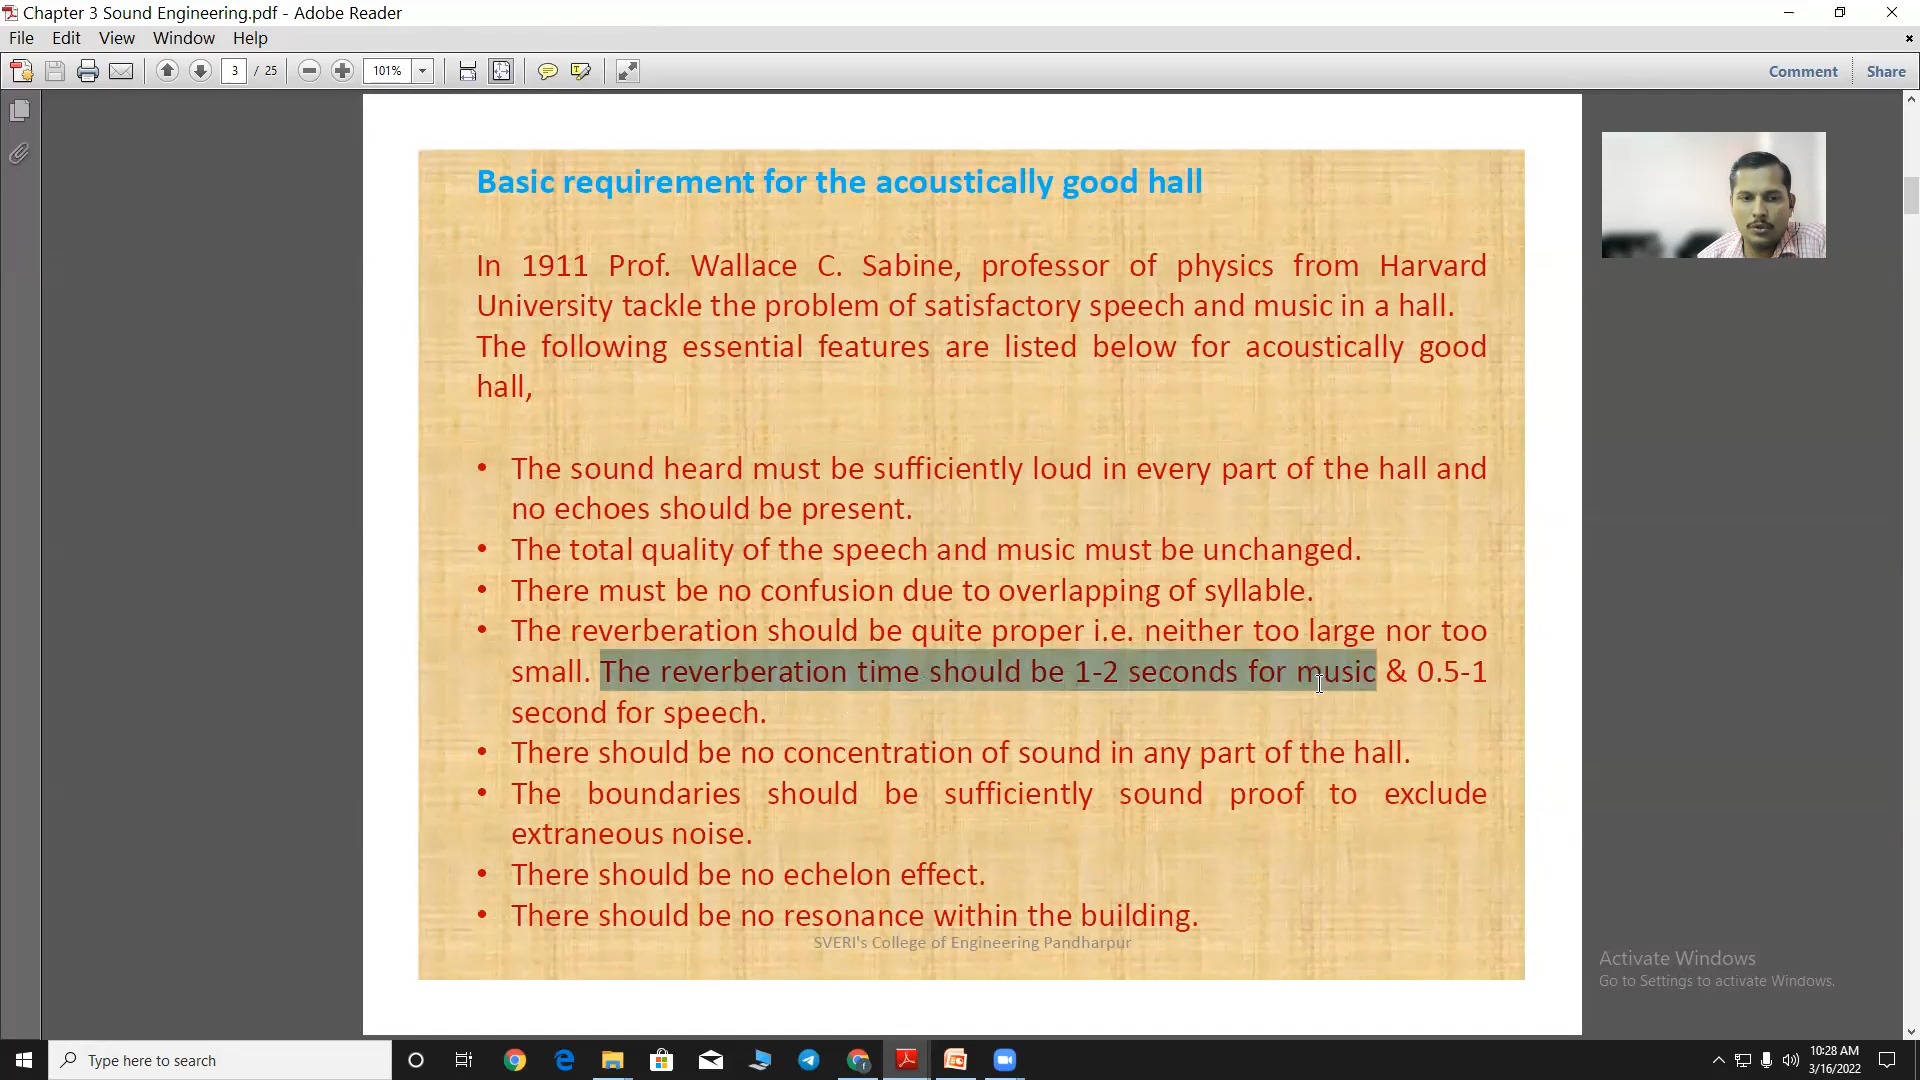 Chapter 3 Sound Engineering.pdf - Adobe Reader
File Edit View Window Help
3 / 25 101% Comment Share
Basic requirement for the acoustically good hall
In 1911 Prof. Wallace C. Sabine, professor of physics from Harvard
University tackle the problem of satisfactory speech and music in a hall.
The following essential features are listed below for acoustically good
hall,
• The sound heard must be sufficiently loud in every part of the hall and
no echoes should be present.
• The total quality of the speech and music must be unchanged.
• There must be no confusion due to overlapping of syllable.
• The reverberation should be quite proper i.e. neither too large nor too
small. The reverberation time should be 1-2 seconds for music & 0.5-1
second for speech.
• There should be no concentration of sound in any part of the hall.
• The boundaries should be sufficiently sound proof to exclude
extraneous noise.
• There should be no echelon effect.
• There should be no resonance within the building.
SVERI's College of Engineering Pandharpur
Activate Windows
Go to Settings to activate Windows.
Type here to search
10:28 AM
3/16/2022